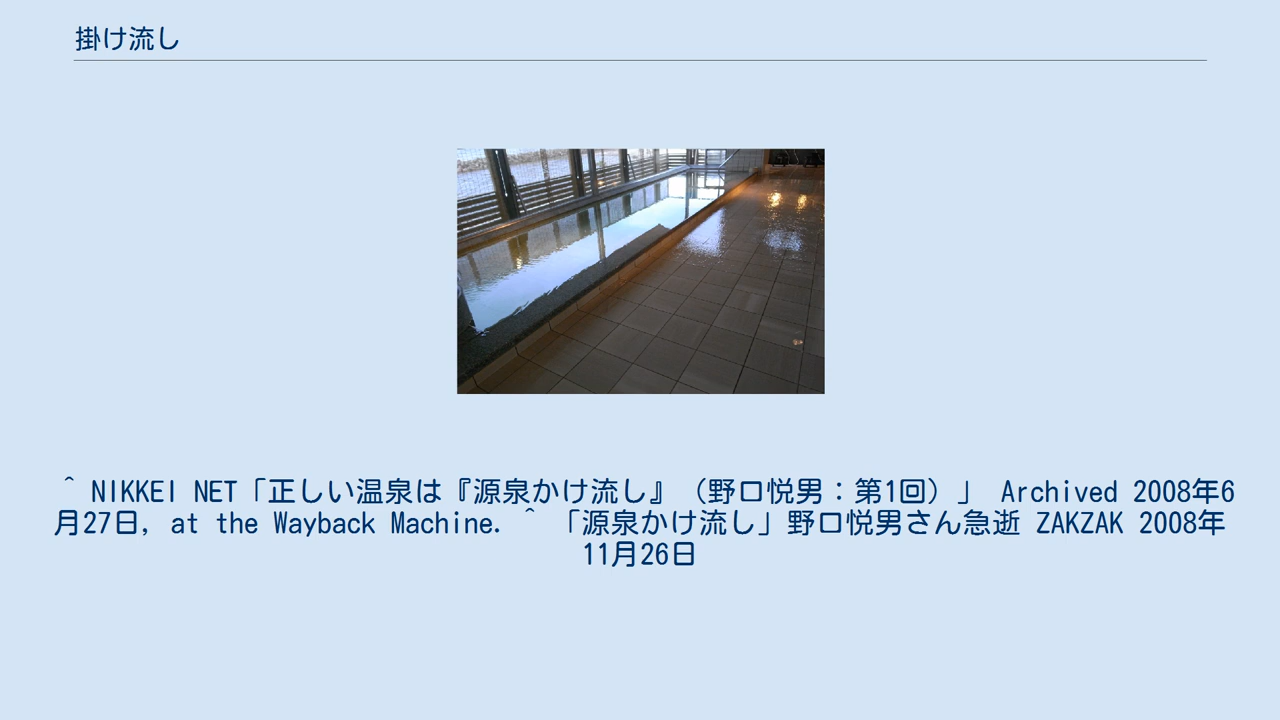 掛け流し
^ NIKKEI NET「正しい温泉は『源泉かけ流し』（野口悦男：第1回）」 Archived 2008年6
月27日, at the Wayback Machine. ^ 「源泉かけ流し」野口悦男さん急逝 ZAKZAK 2008年
11月26日